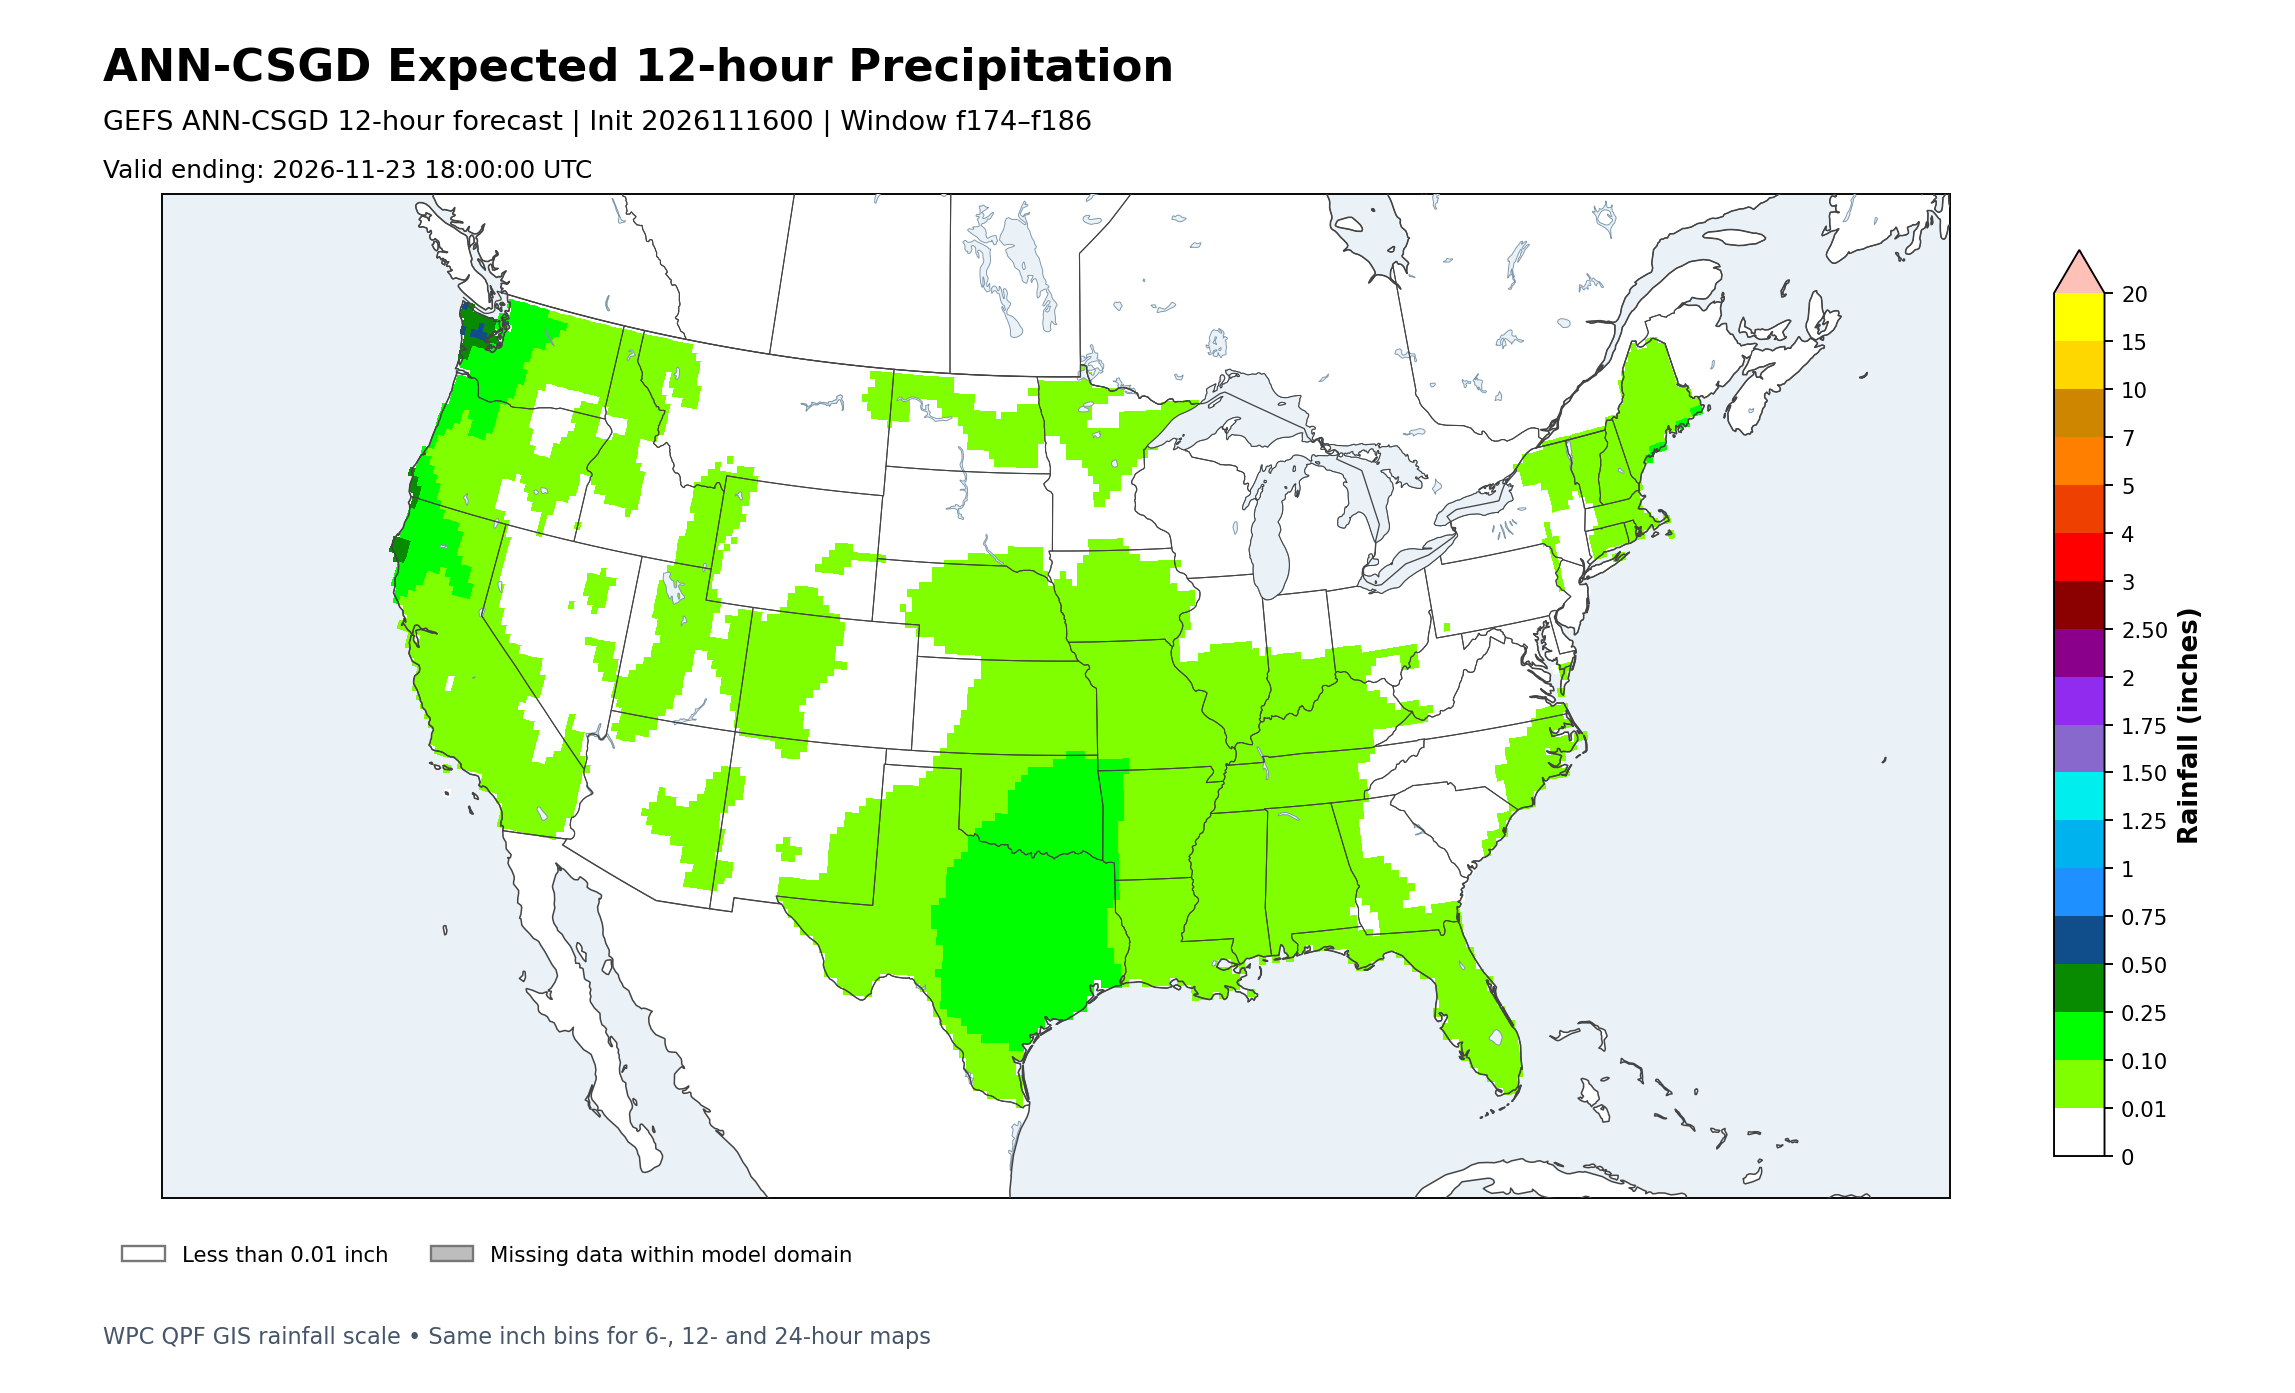 ANN-CSGD Expected 12-hour Precipitation
GEFS ANN-CSGD 12-hour forecast | Init 2026111600 | Window f174–f186
Valid ending: 2026-11-23 18:00:00 UTC
20
15
10
7
5
4
3
2.50
2
1.75
1.50
1.25
1
0.75
0.50
0.25
0.10
0.01
0
Rainfall (inches)
Less than 0.01 inch
Missing data within model domain
WPC QPF GIS rainfall scale • Same inch bins for 6-, 12- and 24-hour maps